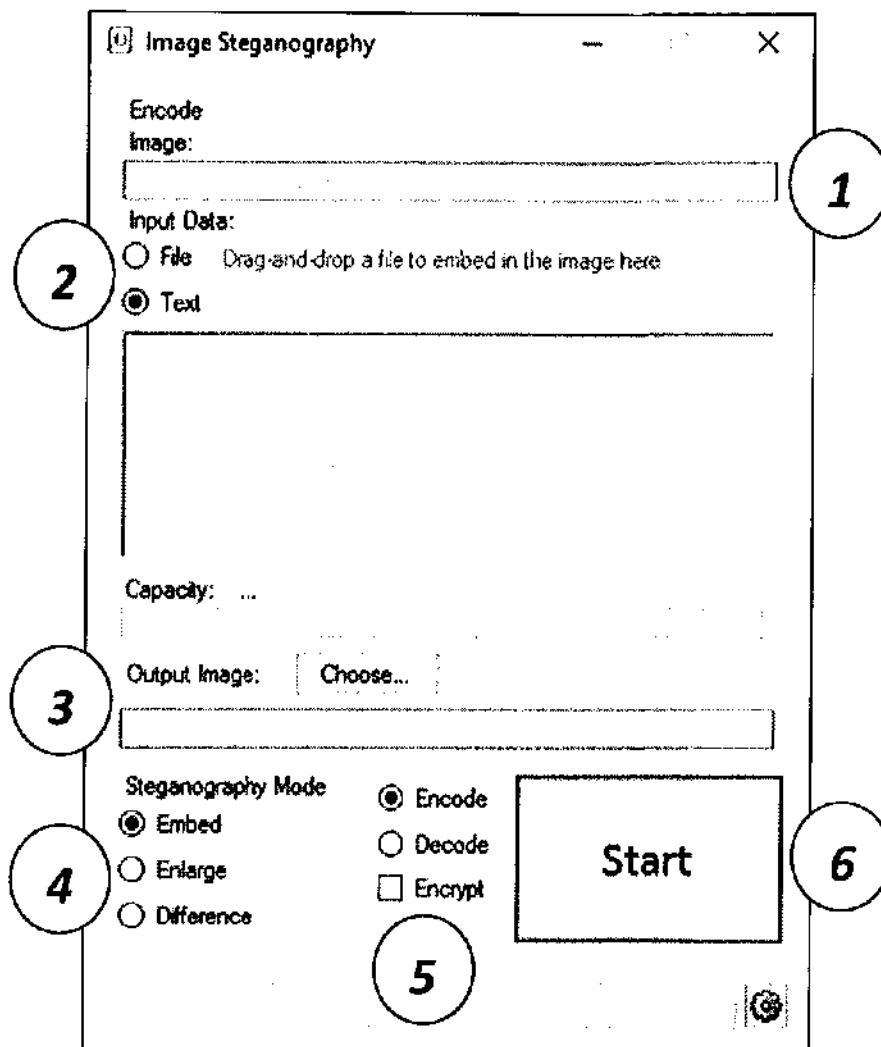 Image Steganography
Encode
Image:
1
Input Data:
2
File Drag-and-drop a file to embed in the image here
Text
Capacity: ...
Output Image: Choose...
3
Steganography Mode
Embed
Enlarge
Difference
4
Encode
Decode
Encrypt
5
Start
6